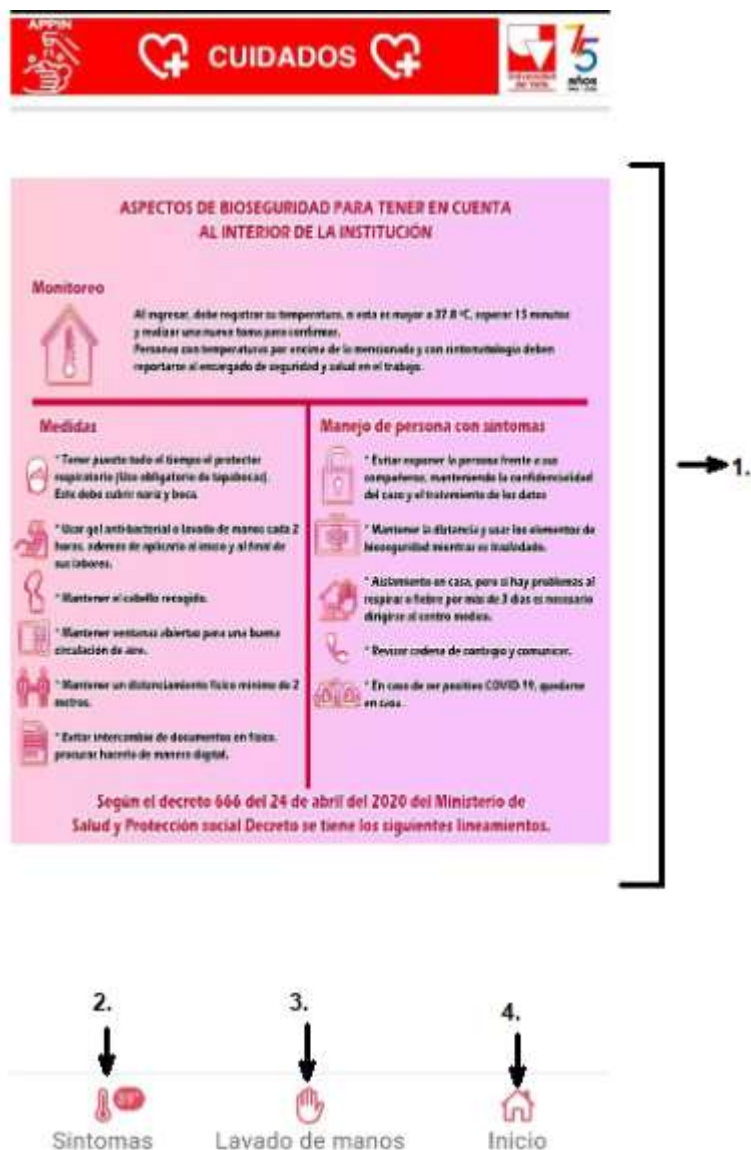 APPIN
CUIDADOS
75
Universidad
del Valle
años
ASPECTOS DE BIOSEGURIDAD PARA TENER EN CUENTA
AL INTERIOR DE LA INSTITUCIÓN
Monitoreo
Al ingresar, debe registrar su temperatura, si esta es mayor a 37.8 °C, esperar 15 minutos
y realizar una nueva toma para confirmar.
Personas con temperaturas por encima de lo mencionada y con sintomatología deben
reportarse al encargado de seguridad y salud en el trabajo.
Medidas
* Tener puesto todo el tiempo el protector
respiratorio (Uso obligatorio de tapabocas).
Este debe cubrir nariz y boca.
* Usar gel anti-bacterial o lavado de manos cada 2
horas, ademas de aplicarlo al inicio y al final de
sus labores.
* Mantener el cabello recogido.
* Mantener ventanas abiertas para una buena
circulación de aire.
* Mantener un distanciamiento físico mínimo de 2
metros.
* Evitar intercambio de documentos en físico,
procurar hacerlo de manera digital.
Manejo de persona con sintomas
* Evitar exponer la persona frente a sus
compañeros, manteniendo la confidencialidad
del caso y el tratamiento de los datos
* Mantener la distancia y usar los elementos de
bioseguridad mientras es trasladado.
* Aislamiento en casa, pero si hay problemas al
respirar o fiebre por más de 3 días es necesario
dirigirse al centro medico.
* Revisar cadena de contagio y comunicar.
* En caso de ser positivo COVID-19, quedarse
en casa.
Según el decreto 666 del 24 de abril del 2020 del Ministerio de
Salud y Protección social Decreto se tiene los siguientes lineamientos.
1.
2.
3.
4.
Sintomas
Lavado de manos
Inicio